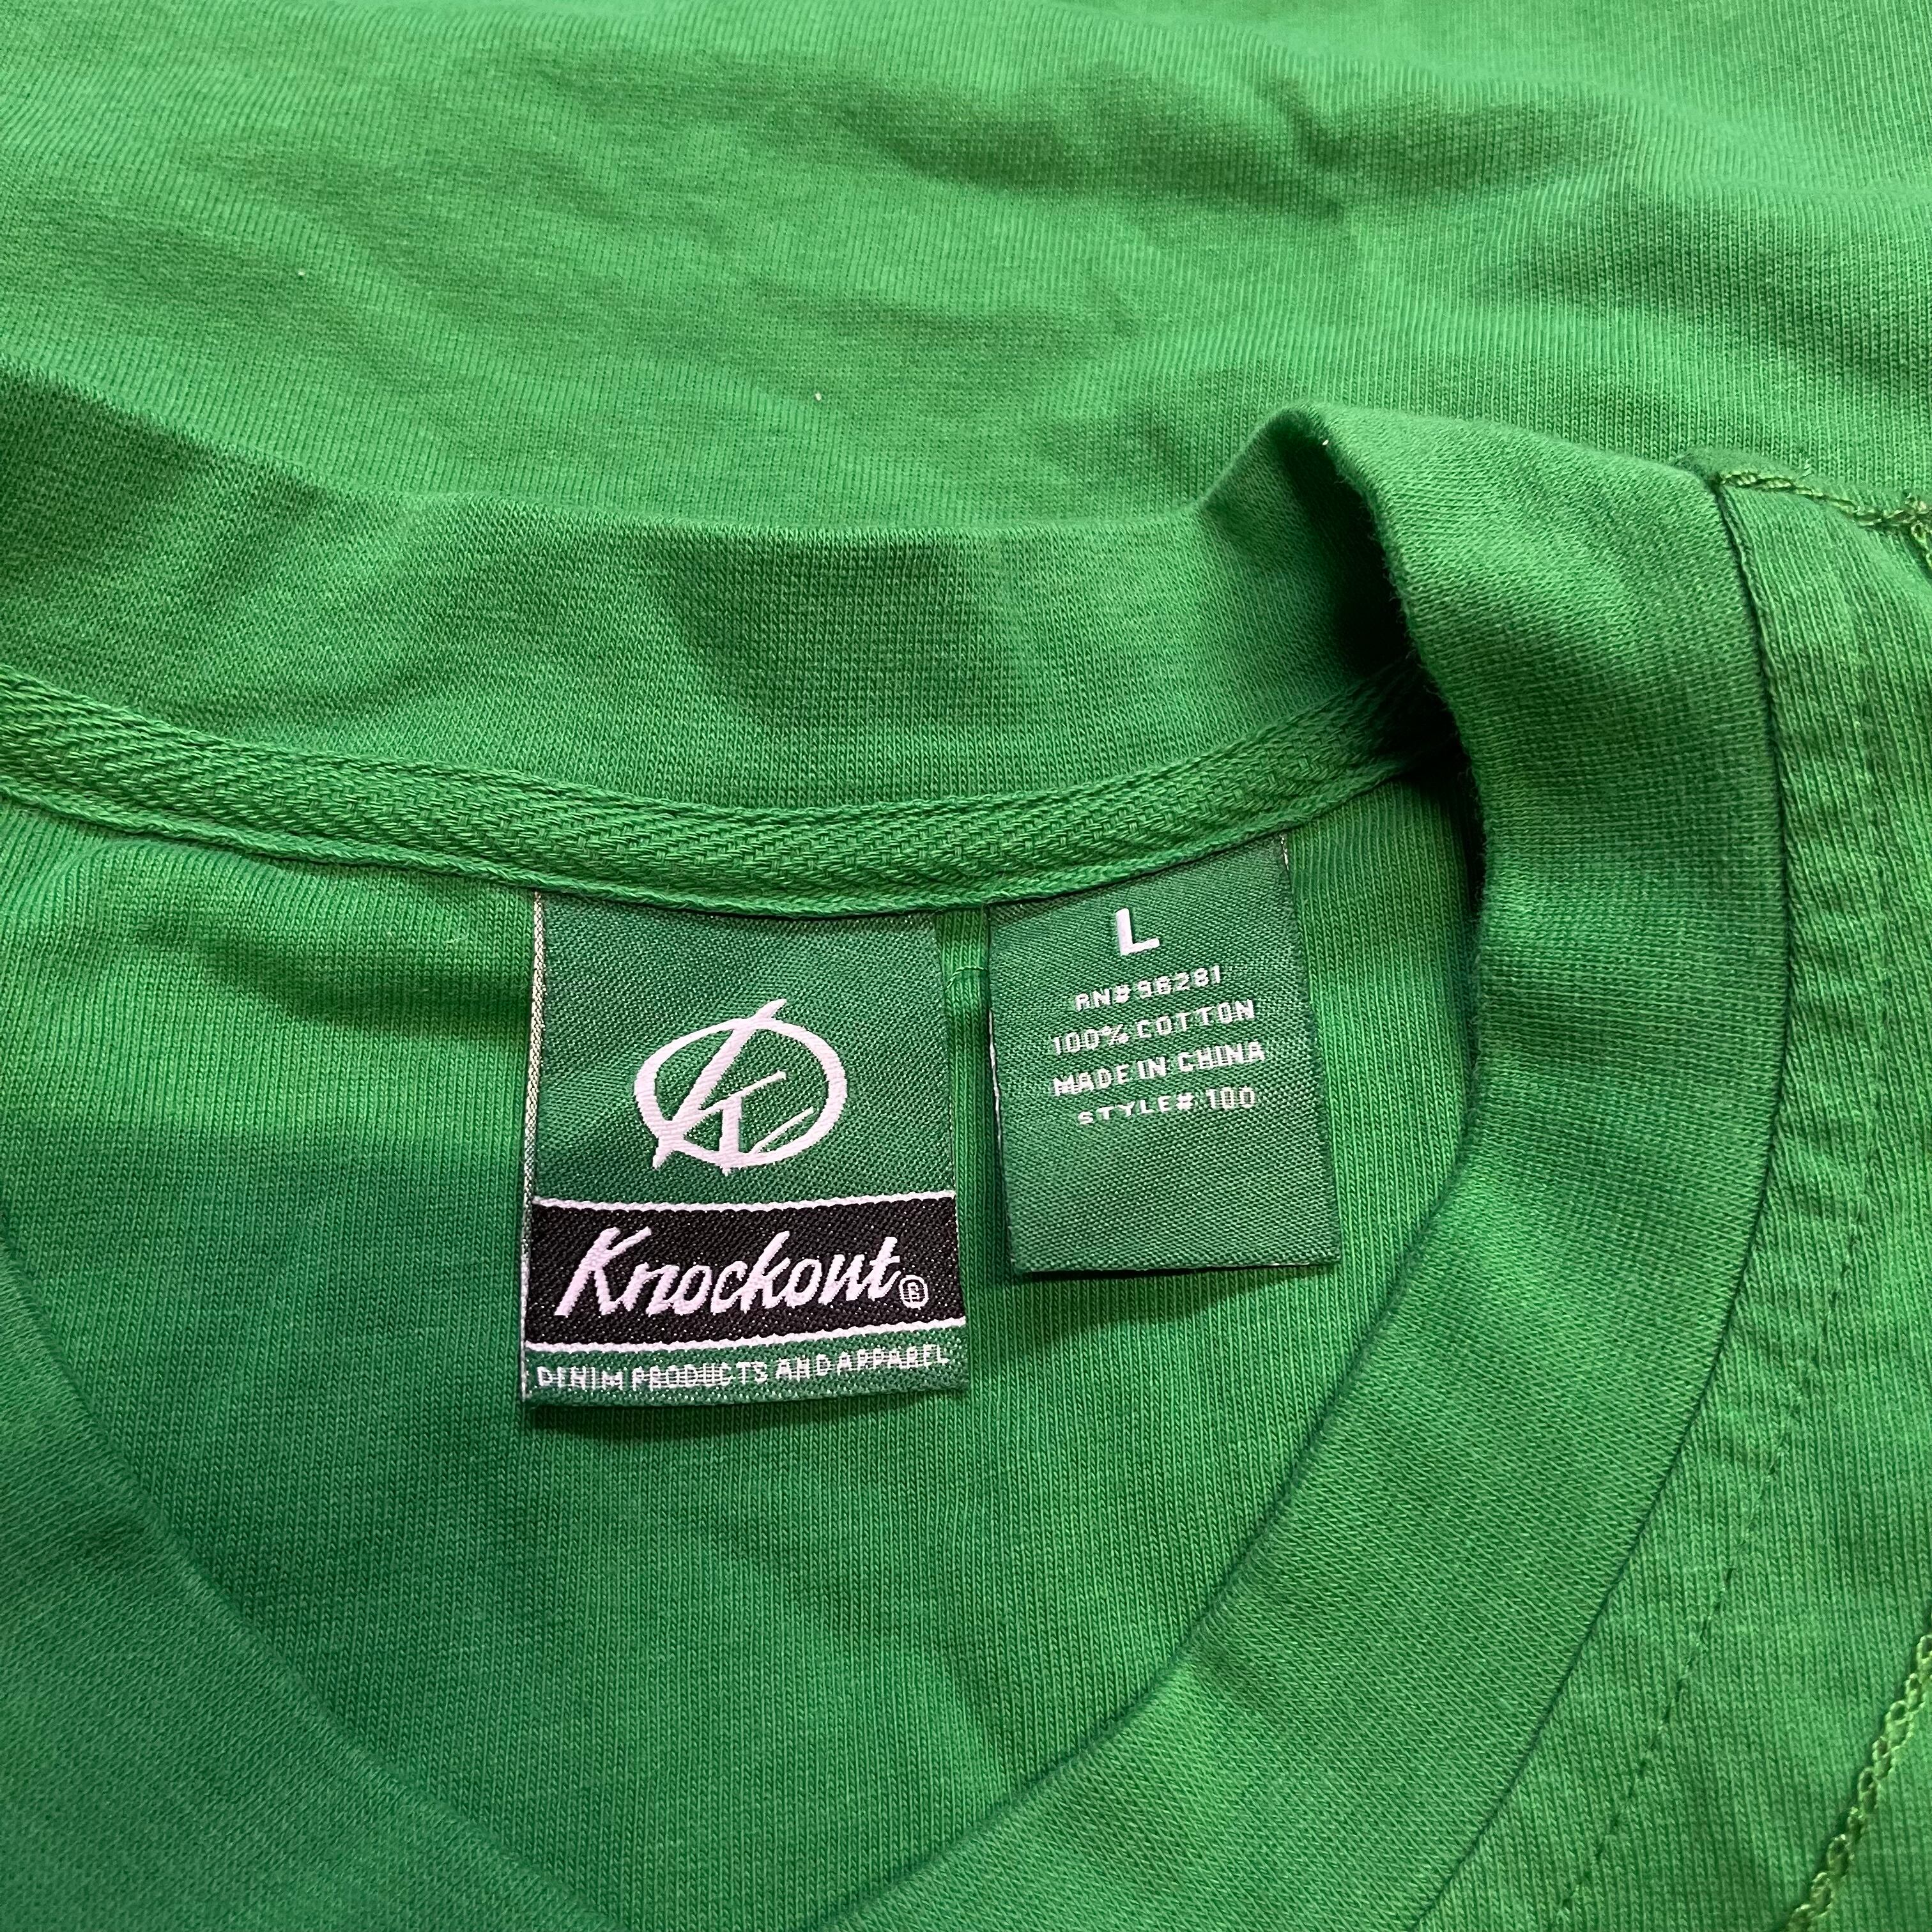 Knockout®
DENIM PRODUCTS AND APPAREL
L
RN# 96281
100% COTTON
MADE IN CHINA
STYLE# 100